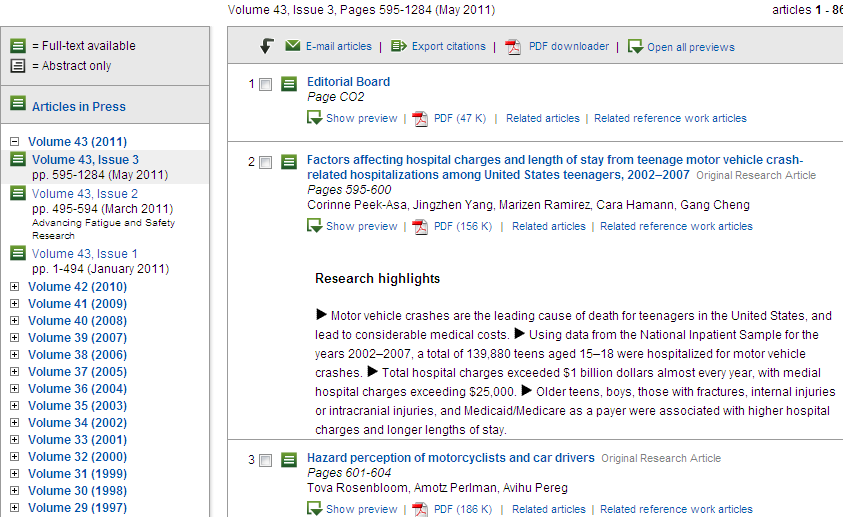 Volume 43, Issue 3, Pages 595-1284 (May 2011)
articles 1 - 86
= Full-text available
= Abstract only
Articles in Press
Volume 43 (2011)
Volume 43, Issue 3
pp. 595-1284 (May 2011)
Volume 43, Issue 2
pp. 495-594 (March 2011)
Advancing Fatigue and Safety
Research
Volume 43, Issue 1
pp. 1-494 (January 2011)
Volume 42 (2010)
Volume 41 (2009)
Volume 40 (2008)
Volume 39 (2007)
Volume 38 (2006)
Volume 37 (2005)
Volume 36 (2004)
Volume 35 (2003)
Volume 34 (2002)
Volume 33 (2001)
Volume 32 (2000)
Volume 31 (1999)
Volume 30 (1998)
Volume 29 (1997)
E-mail articles | Export citations | PDF downloader | Open all previews
1 Editorial Board
Page CO2
Show preview | PDF (47 K) | Related articles | Related reference work articles
2 Factors affecting hospital charges and length of stay from teenage motor vehicle crash-
related hospitalizations among United States teenagers, 2002–2007 Original Research Article
Pages 595-600
Corinne Peek-Asa, Jingzhen Yang, Marizen Ramirez, Cara Hamann, Gang Cheng
Show preview | PDF (156 K) | Related articles | Related reference work articles
Research highlights
▶ Motor vehicle crashes are the leading cause of death for teenagers in the United States, and
lead to considerable medical costs. ▶ Using data from the National Inpatient Sample for the
years 2002–2007, a total of 139,880 teens aged 15–18 were hospitalized for motor vehicle
crashes. ▶ Total hospital charges exceeded $1 billion dollars almost every year, with medial
hospital charges exceeding $25,000. ▶ Older teens, boys, those with fractures, internal injuries
or intracranial injuries, and Medicaid/Medicare as a payer were associated with higher hospital
charges and longer lengths of stay.
3 Hazard perception of motorcyclists and car drivers Original Research Article
Pages 601-604
Tova Rosenbloom, Amotz Perlman, Avihu Pereg
Show preview | PDF (186 K) | Related articles | Related reference work articles